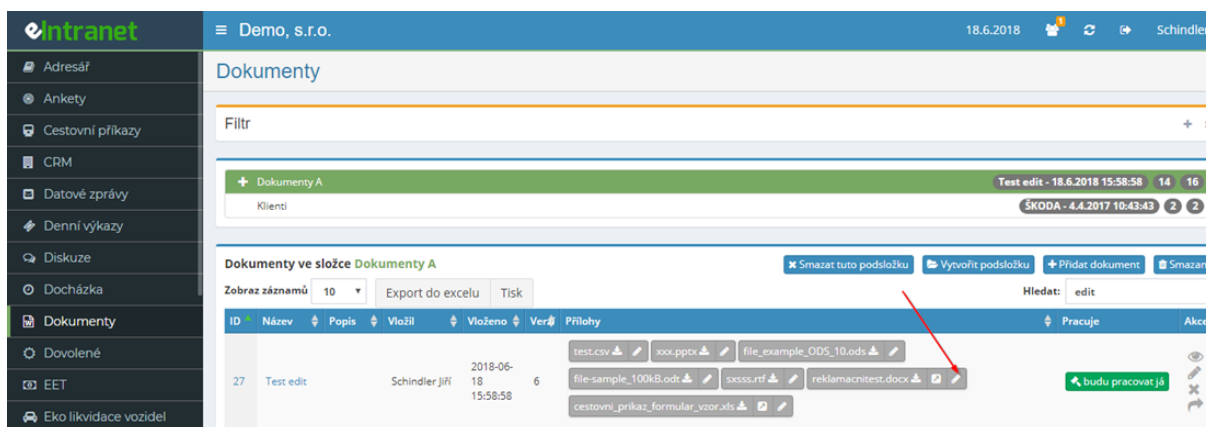 eIntranet
Demo, s.r.o.
18.6.2018
1
Schindler
Adresář
Ankety
Cestovní příkazy
CRM
Datové zprávy
Denní výkazy
Diskuze
Docházka
Dokumenty
Dovolené
EET
Eko likvidace vozidel
Dokumenty
Filtr
Dokumenty A
Test edit - 18.6.2018 15:58:58 14 16
Klienti
ŠKODA - 4.4.2017 10:43:43 2 2
Dokumenty ve složce Dokumenty A
Smazat tuto podsložku
Vytvořit podsložku
Přidat dokument
Zobraz záznamů 10
Export do excelu
Tisk
Hledat: edit
ID Název Popis Vložil Vloženo Přílohy Pracuje Akce
test.csv xxx.pptx file_example_ODS_10.ods
27 Test edit Schindler Jiří 2018-06-18 15:58:58 6 file-sample_100kB.odt sxsss.rtf reklamacnitest.docx budu pracovat já
cestovni_prikaz_formular_vzor.xls